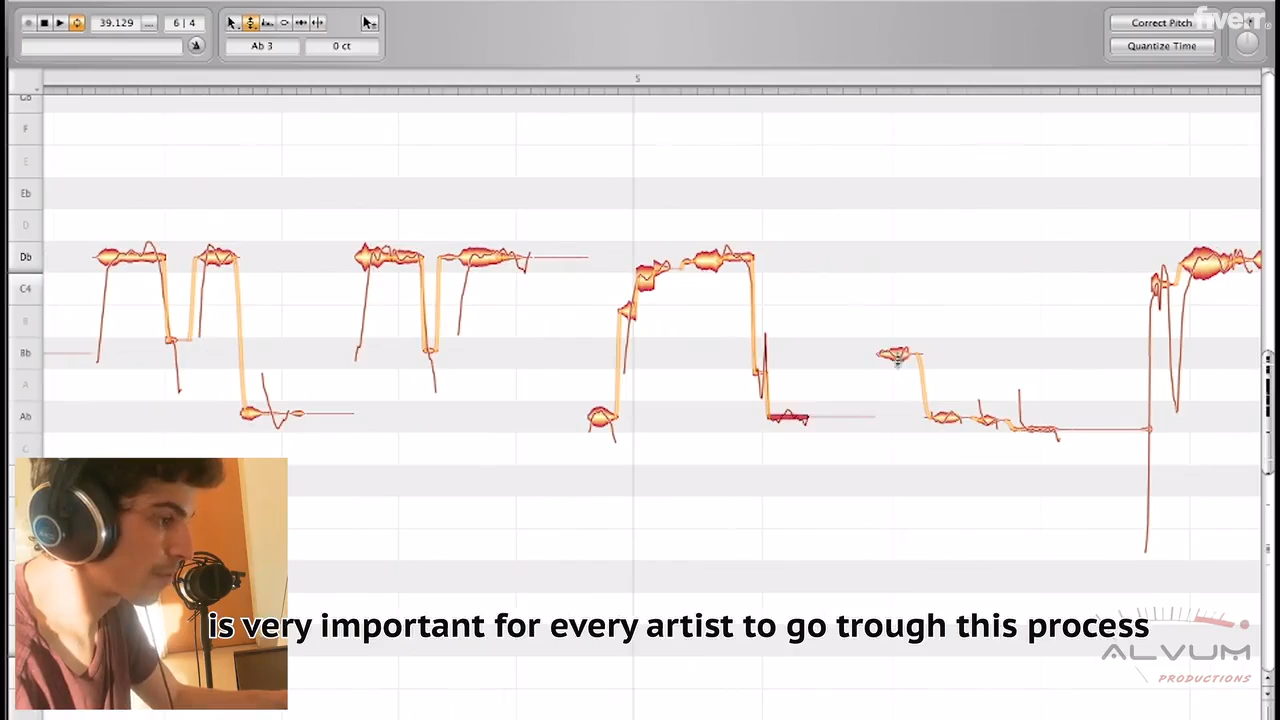 39.129 ... 6 | 4
Ab 3 0 ct
Correct Pitch
Quantize Time
fiverr.
5
F
E
Eb
D
Db
C4
B
Bb
A
Ab
is very important for every artist to go trough this process
ALVUM
PRODUCTIONS